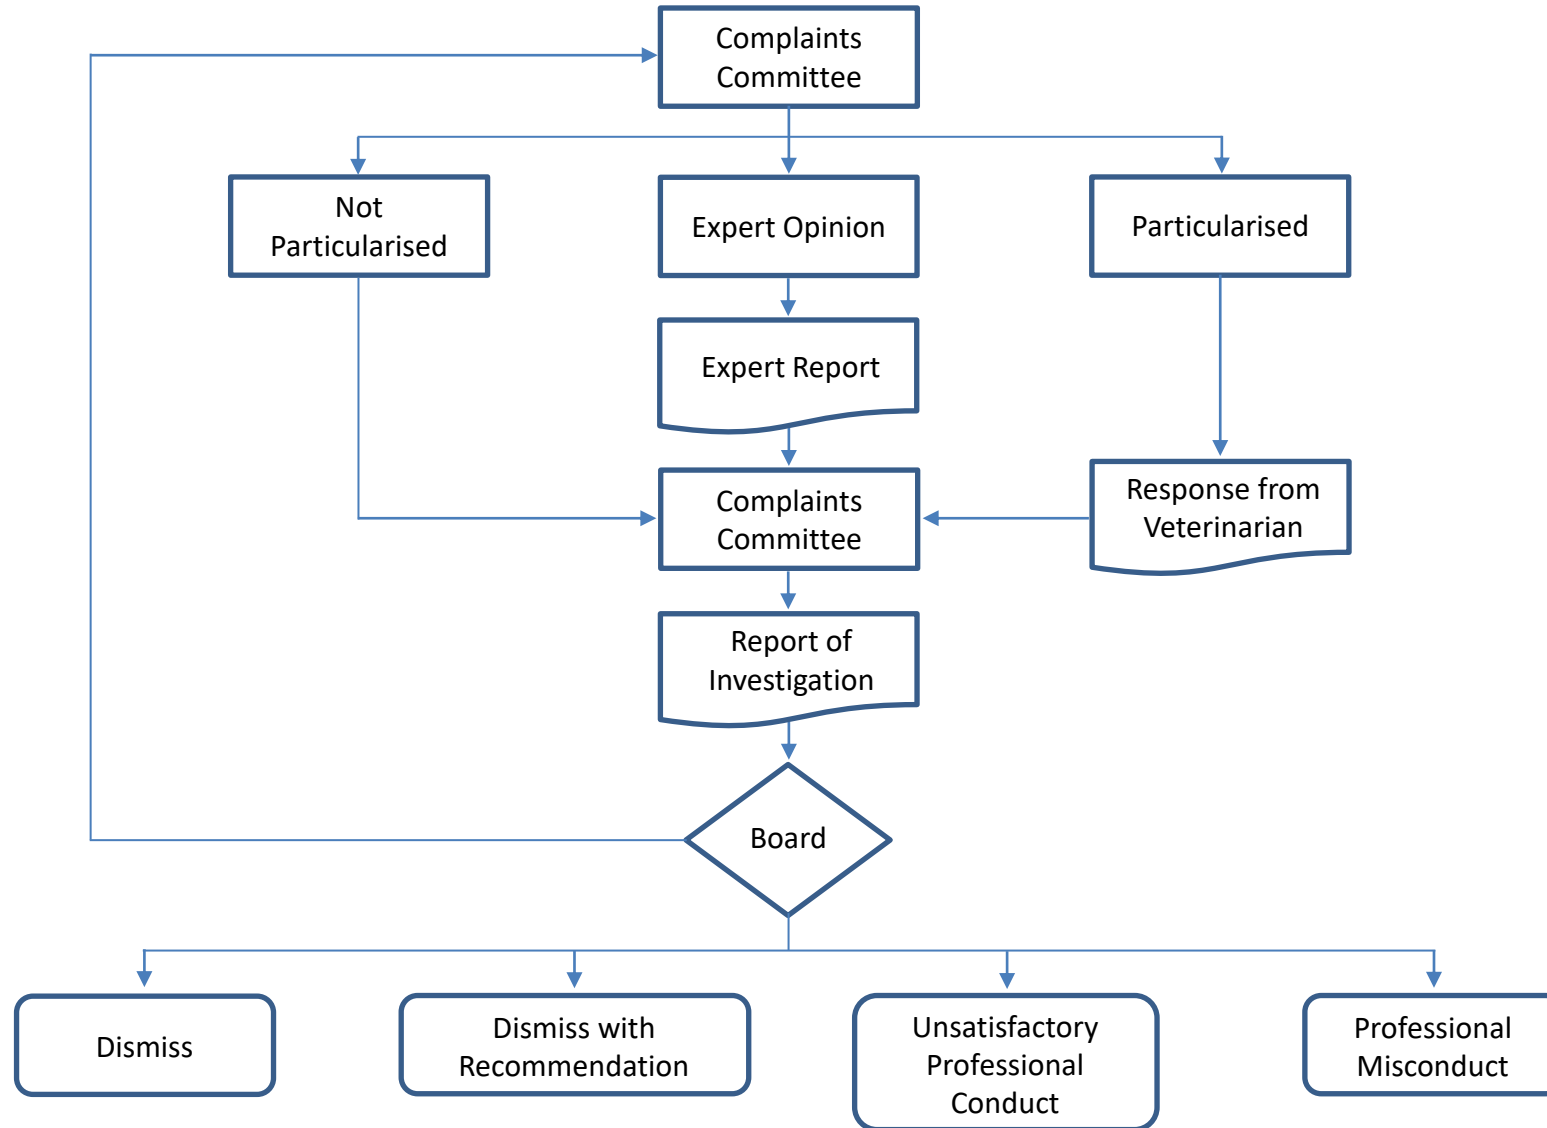 Complaints
Committee
Not
Particularised
Expert Opinion
Particularised
Expert Report
Complaints
Committee
Response from
Veterinarian
Report of
Investigation
Board
Dismiss
Dismiss with
Recommendation
Unsatisfactory
Professional
Conduct
Professional
Misconduct